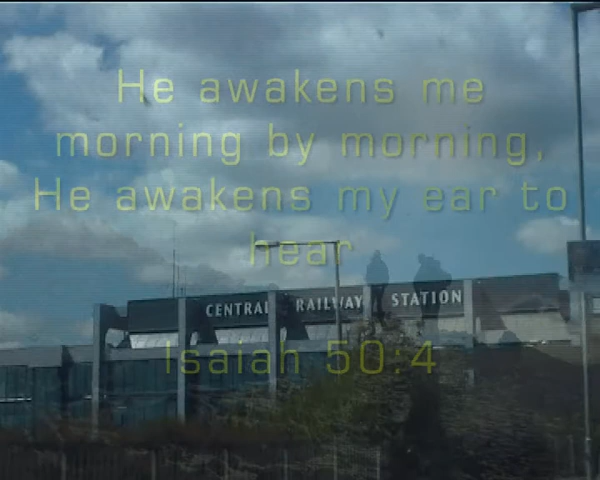 He awakens me
morning by morning,
He awakens my ear to
hear
CENTRAL RAILWAY STATION
Isaiah 50:4